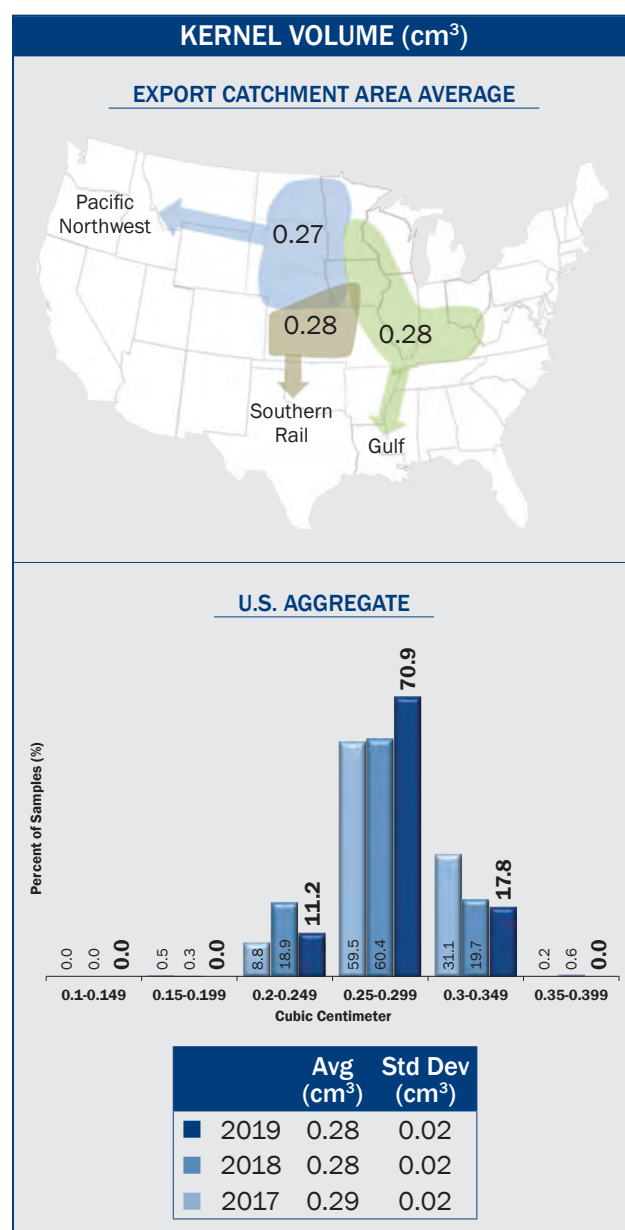 KERNEL VOLUME (cm³)
EXPORT CATCHMENT AREA AVERAGE
Pacific
Northwest
0.27
0.28
0.28
Southern
Rail
Gulf
U.S. AGGREGATE
Percent of Samples (%)
0.0 0.0 0.0
0.5 0.3 0.0
8.8 18.9 11.2
59.5 60.4 70.9
31.1 19.7 17.8
0.2 0.6 0.0
0.1-0.149 0.15-0.199 0.2-0.249 0.25-0.299 0.3-0.349 0.35-0.399
Cubic Centimeter
Avg Std Dev
(cm³) (cm³)
2019 0.28 0.02
2018 0.28 0.02
2017 0.29 0.02